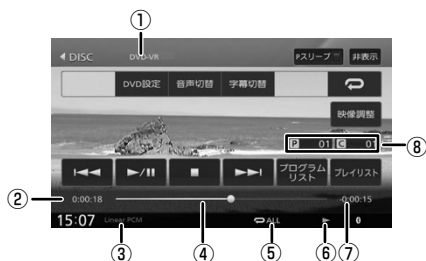 ①
DISC DVD-VR Pスリープ 非表示
DVD設定 音声切替 字幕切替
映像調整
P 01 C 01 ⑧
プログラムリスト プレイリスト
② 0:00:18 -0:00:15
15:07 Linear PCM ALL
③ ④ ⑤ ⑥ ⑦